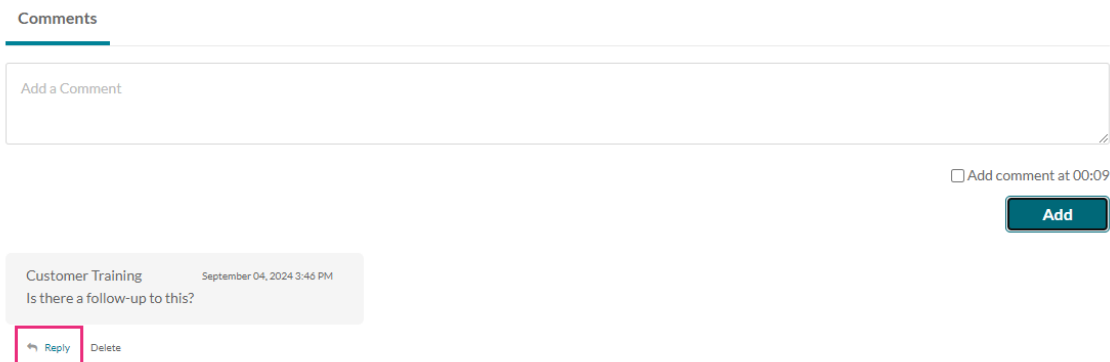 Comments
Add a Comment
Add comment at 00:09
Add
Customer Training September 04, 2024 3:46 PM
Is there a follow-up to this?
Reply Delete